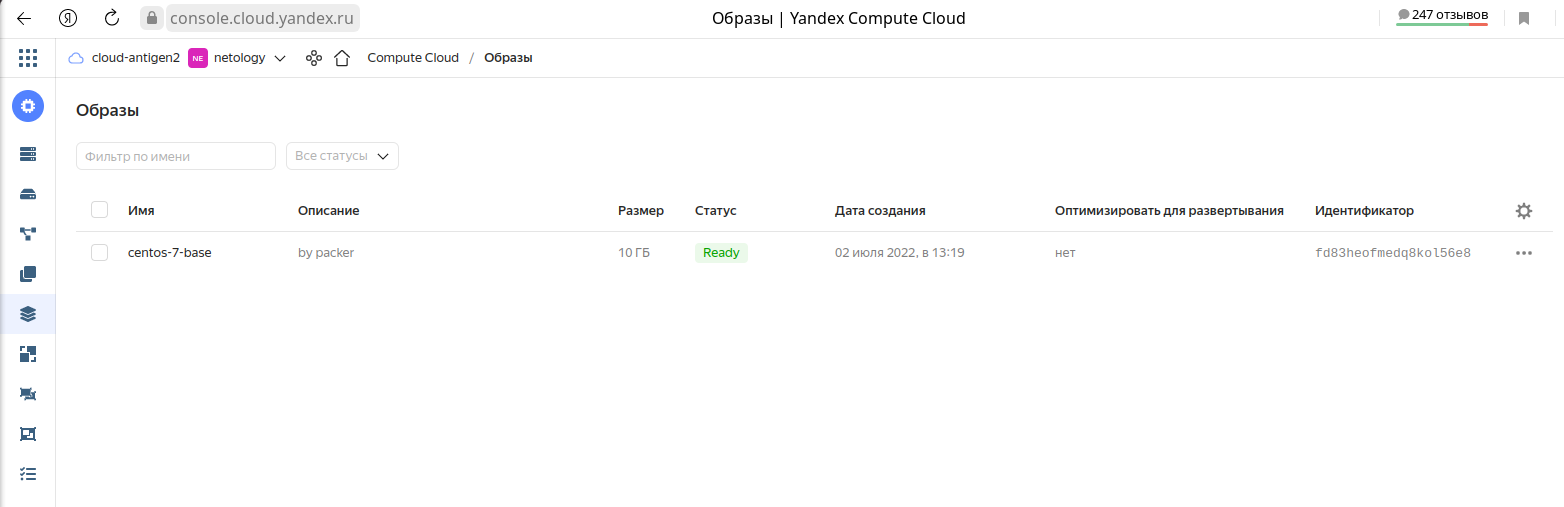 Я console.cloud.yandex.ru Образы | Yandex Compute Cloud 247 отзывов
cloud-antigen2 NE netology Compute Cloud / Образы
Образы
Фильтр по имени Все статусы
Имя Описание Размер Статус Дата создания Оптимизировать для развертывания Идентификатор
centos-7-base by packer 10 ГБ Ready 02 июля 2022, в 13:19 нет fd83heofmedq8kol56e8